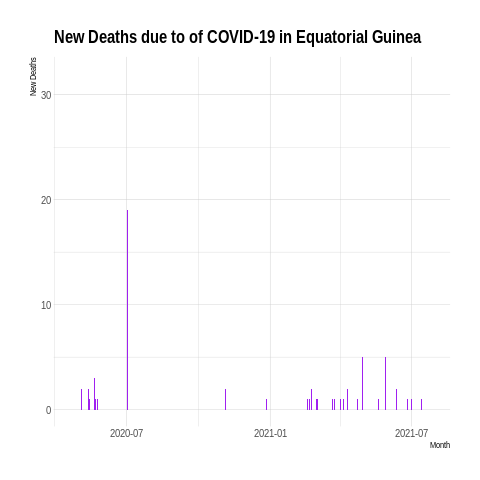 New Deaths due to of COVID-19 in Equatorial Guinea
New Deaths
30
20
10
0
2020-07
2021-01
2021-07
Month